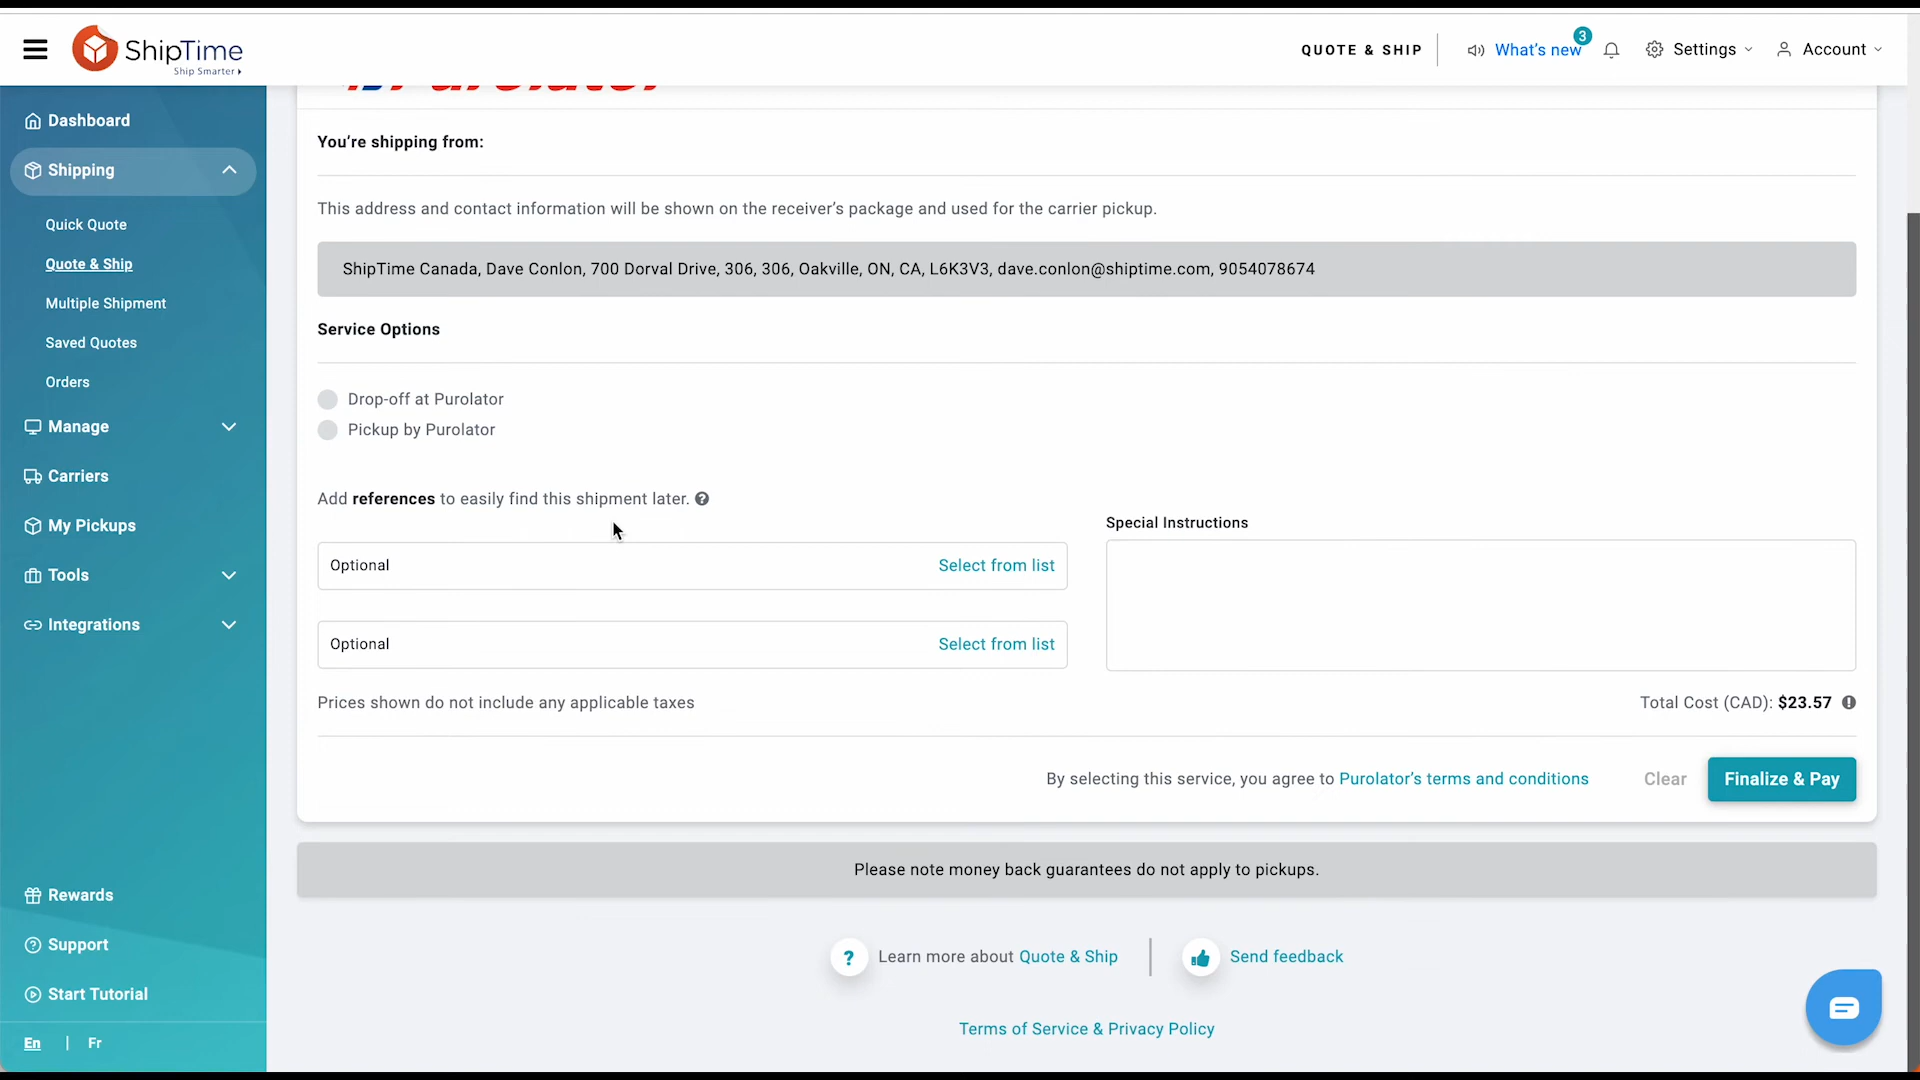 ShipTime
Ship Smarter
QUOTE & SHIP
What's new
3
Settings
Account
Dashboard
Shipping
Quick Quote
Quote & Ship
Multiple Shipment
Saved Quotes
Orders
Manage
Carriers
My Pickups
Tools
Integrations
Rewards
Support
Start Tutorial
En | Fr
Purolator
You're shipping from:
This address and contact information will be shown on the receiver's package and used for the carrier pickup.
ShipTime Canada, Dave Conlon, 700 Dorval Drive, 306, 306, Oakville, ON, CA, L6K3V3, dave.conlon@shiptime.com, 9054078674
Service Options
Drop-off at Purolator
Pickup by Purolator
Add references to easily find this shipment later. ?
Optional Select from list
Optional Select from list
Special Instructions
Prices shown do not include any applicable taxes
Total Cost (CAD): $23.57 !
By selecting this service, you agree to Purolator's terms and conditions
Clear
Finalize & Pay
Please note money back guarantees do not apply to pickups.
? Learn more about Quote & Ship
Send feedback
Terms of Service & Privacy Policy